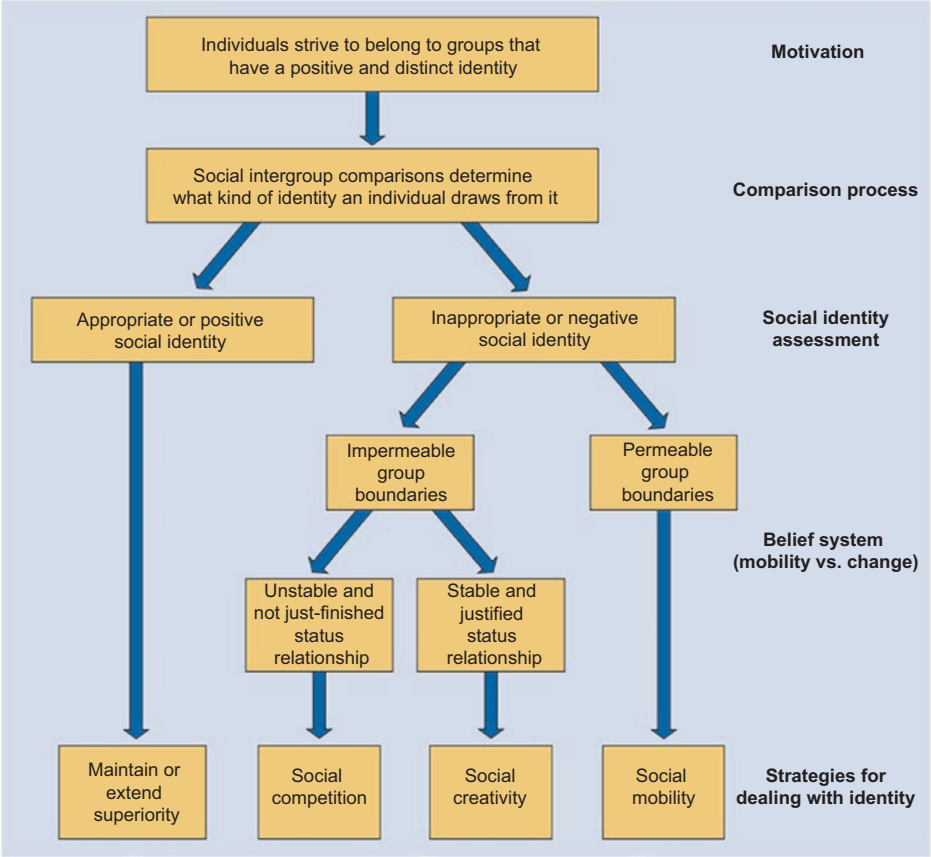 Individuals strive to belong to groups that
have a positive and distinct identity
Motivation
Social intergroup comparisons determine
what kind of identity an individual draws from it
Comparison process
Appropriate or positive
social identity
Inappropriate or negative
social identity
Social identity
assessment
Impermeable
group
boundaries
Permeable
group
boundaries
Belief system
(mobility vs. change)
Unstable and
not just-finished
status
relationship
Stable and
justified
status
relationship
Maintain or
extend
superiority
Social
competition
Social
creativity
Social
mobility
Strategies for
dealing with identity